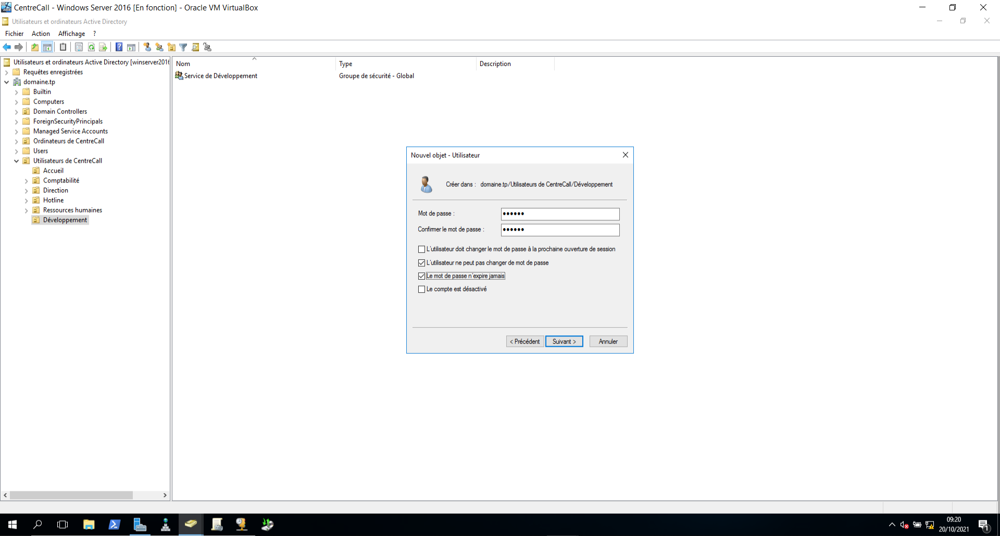 CentreCall - Windows Server 2016 [En fonction] - Oracle VM VirtualBox
Utilisateurs et ordinateurs Active Directory
Fichier Action Affichage ?
Utilisateurs et ordinateurs Active Directory [winserver2016
Requêtes enregistrées
domaine.tp
Builtin
Computers
Domain Controllers
ForeignSecurityPrincipals
Managed Service Accounts
Ordinateurs de CentreCall
Users
Utilisateurs de CentreCall
Accueil
Comptabilité
Direction
Hotline
Ressources humaines
Développement
Nom Type Description
Service de Développement Groupe de sécurité - Global
Nouvel objet - Utilisateur
Créer dans : domaine.tp/Utilisateurs de CentreCall/Développement
Mot de passe : ••••••
Confirmer le mot de passe : ••••••
L'utilisateur doit changer le mot de passe à la prochaine ouverture de session
L'utilisateur ne peut pas changer de mot de passe
Le mot de passe n'expire jamais
Le compte est désactivé
< Précédent Suivant > Annuler
09:20
20/10/2021
1